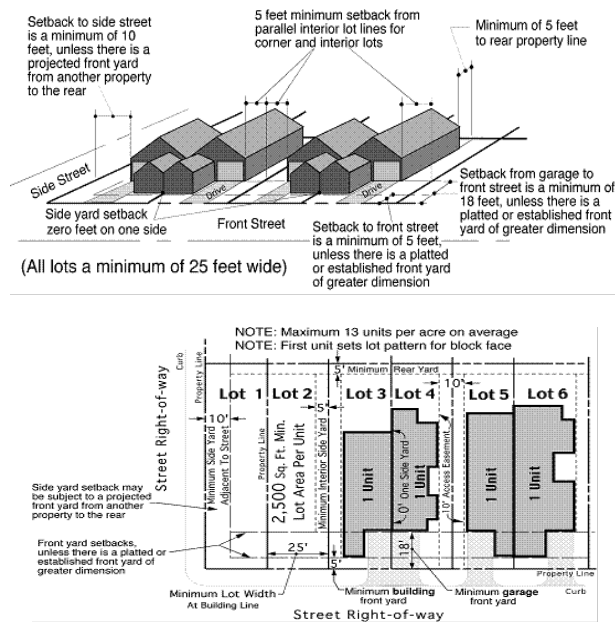 Setback to side street
is a minimum of 10
feet, unless there is a
projected front yard
from another property
to the rear
5 feet minimum setback from
parallel interior lot lines for
corner and interior lots
Minimum of 5 feet
to rear property line
Side Street
Drive
Drive
Side yard setback
zero feet on one side
Front Street
Setback to front street
is a minimum of 5 feet,
unless there is a platted
or established front yard
of greater dimension
Setback from garage to
front street is a minimum of
18 feet, unless there is a
platted or established front
yard of greater dimension
(All lots a minimum of 25 feet wide)
NOTE: Maximum 13 units per acre on average
NOTE: First unit sets lot pattern for block face
Curb
Property Line
Street Right-of-way
5'
Minimum Rear Yard
Lot 1
Lot 2
Lot 3
Lot 4
Lot 5
Lot 6
10'
5'
10'
Minimum Side Yard
Adjacent To Street
Property Line
2,500 Sq. Ft. Min.
Lot Area Per Unit
Minimum Interior Side Yard
1 Unit
0' One Side Yard
1 Unit
10' Access Easement
1 Unit
1 Unit
Side yard setback may
be subject to a projected
front yard from another
property to the rear
Front yard setbacks,
unless there is a platted or
established front yard of
greater dimension
25'
18'
5'
Minimum Lot Width
At Building Line
Minimum building
front yard
Minimum garage
front yard
Property Line
Curb
Street Right-of-way